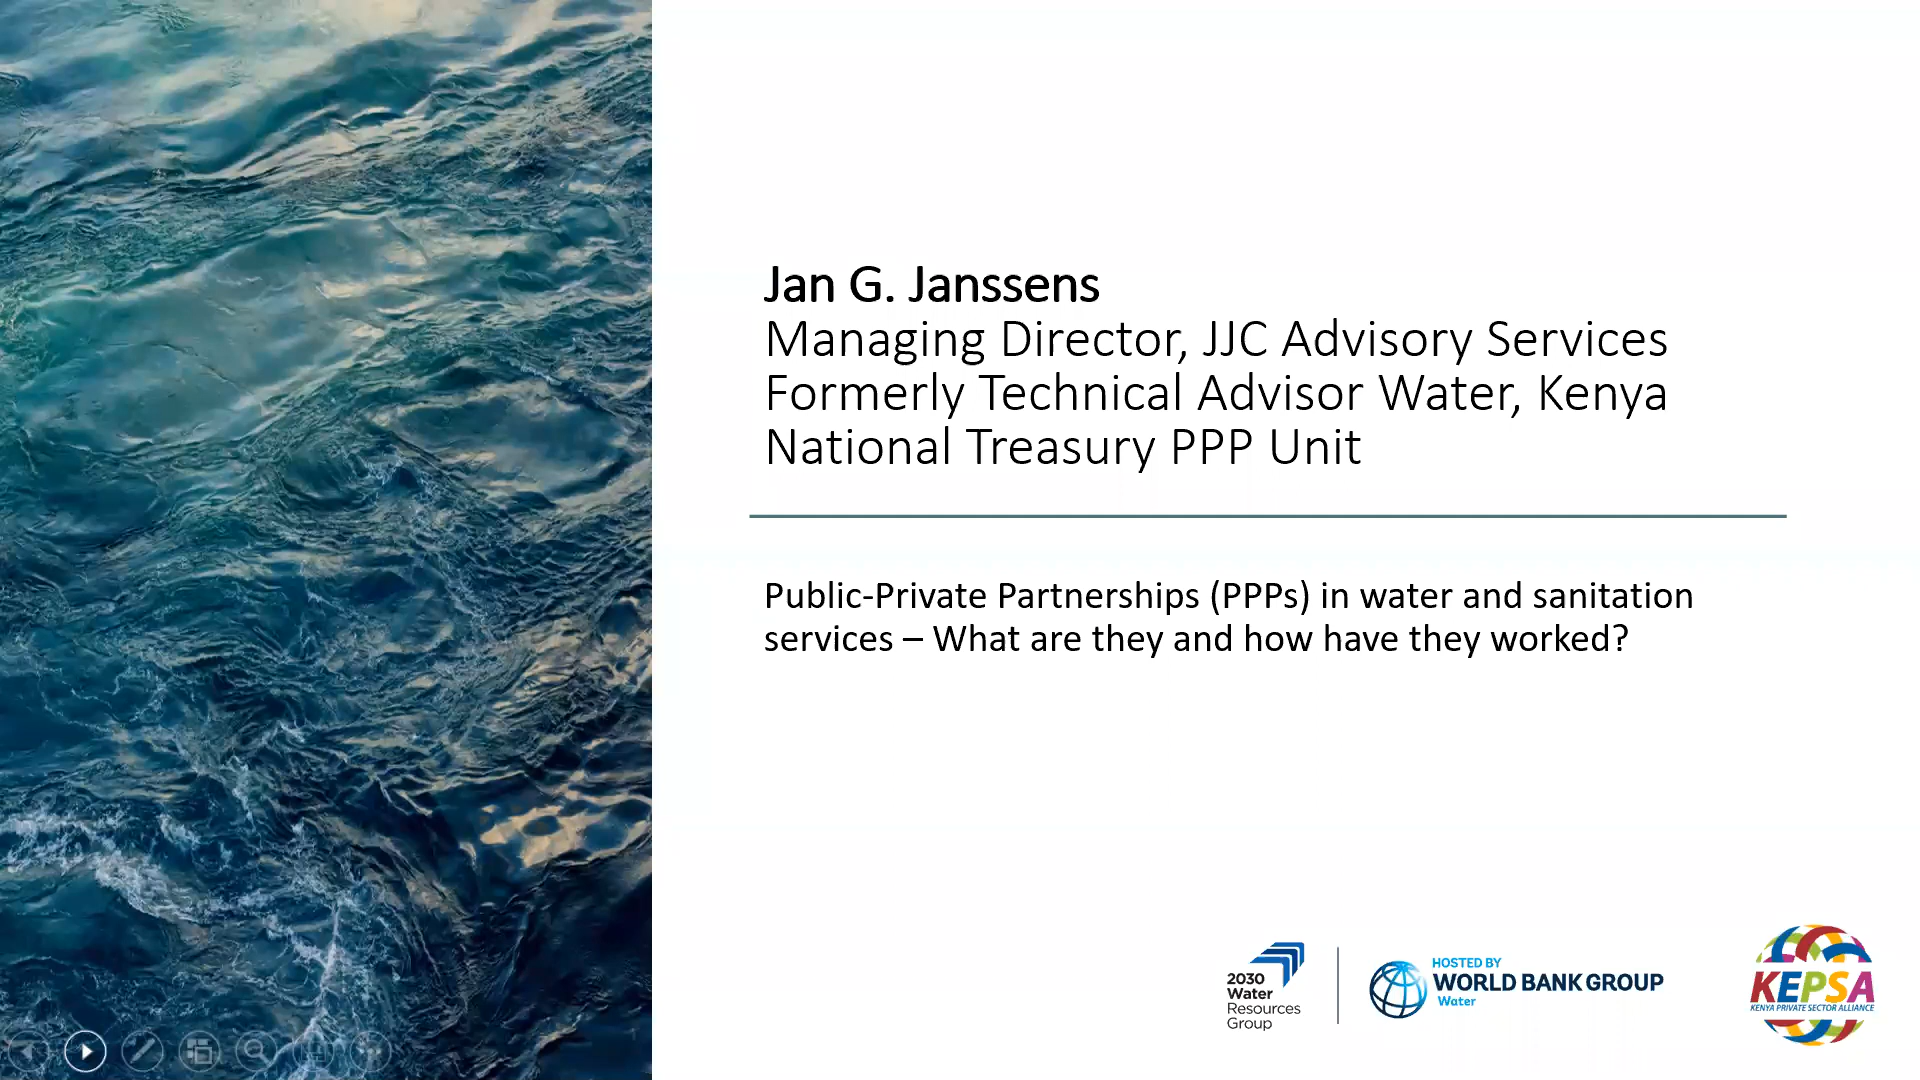 Jan G. Janssens
Managing Director, JJC Advisory Services
Formerly Technical Advisor Water, Kenya
National Treasury PPP Unit
Public-Private Partnerships (PPPs) in water and sanitation
services – What are they and how have they worked?
2030
Water
Resources
Group
HOSTED BY
WORLD BANK GROUP
Water
KEPSA
KENYA PRIVATE SECTOR ALLIANCE